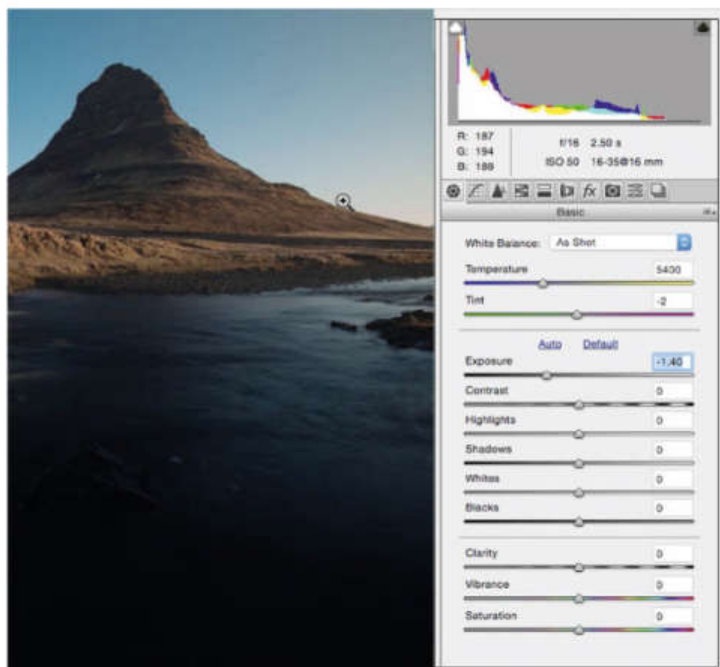 R: 187
G: 194
B: 189
f/16 2.50 s
ISO 50 16-35@16 mm
fx
Basic
White Balance: As Shot
Temperature 5400
Tint -2
Auto Default
Exposure -1.40
Contrast 0
Highlights 0
Shadows 0
Whites 0
Blacks 0
Clarity 0
Vibrance 0
Saturation 0